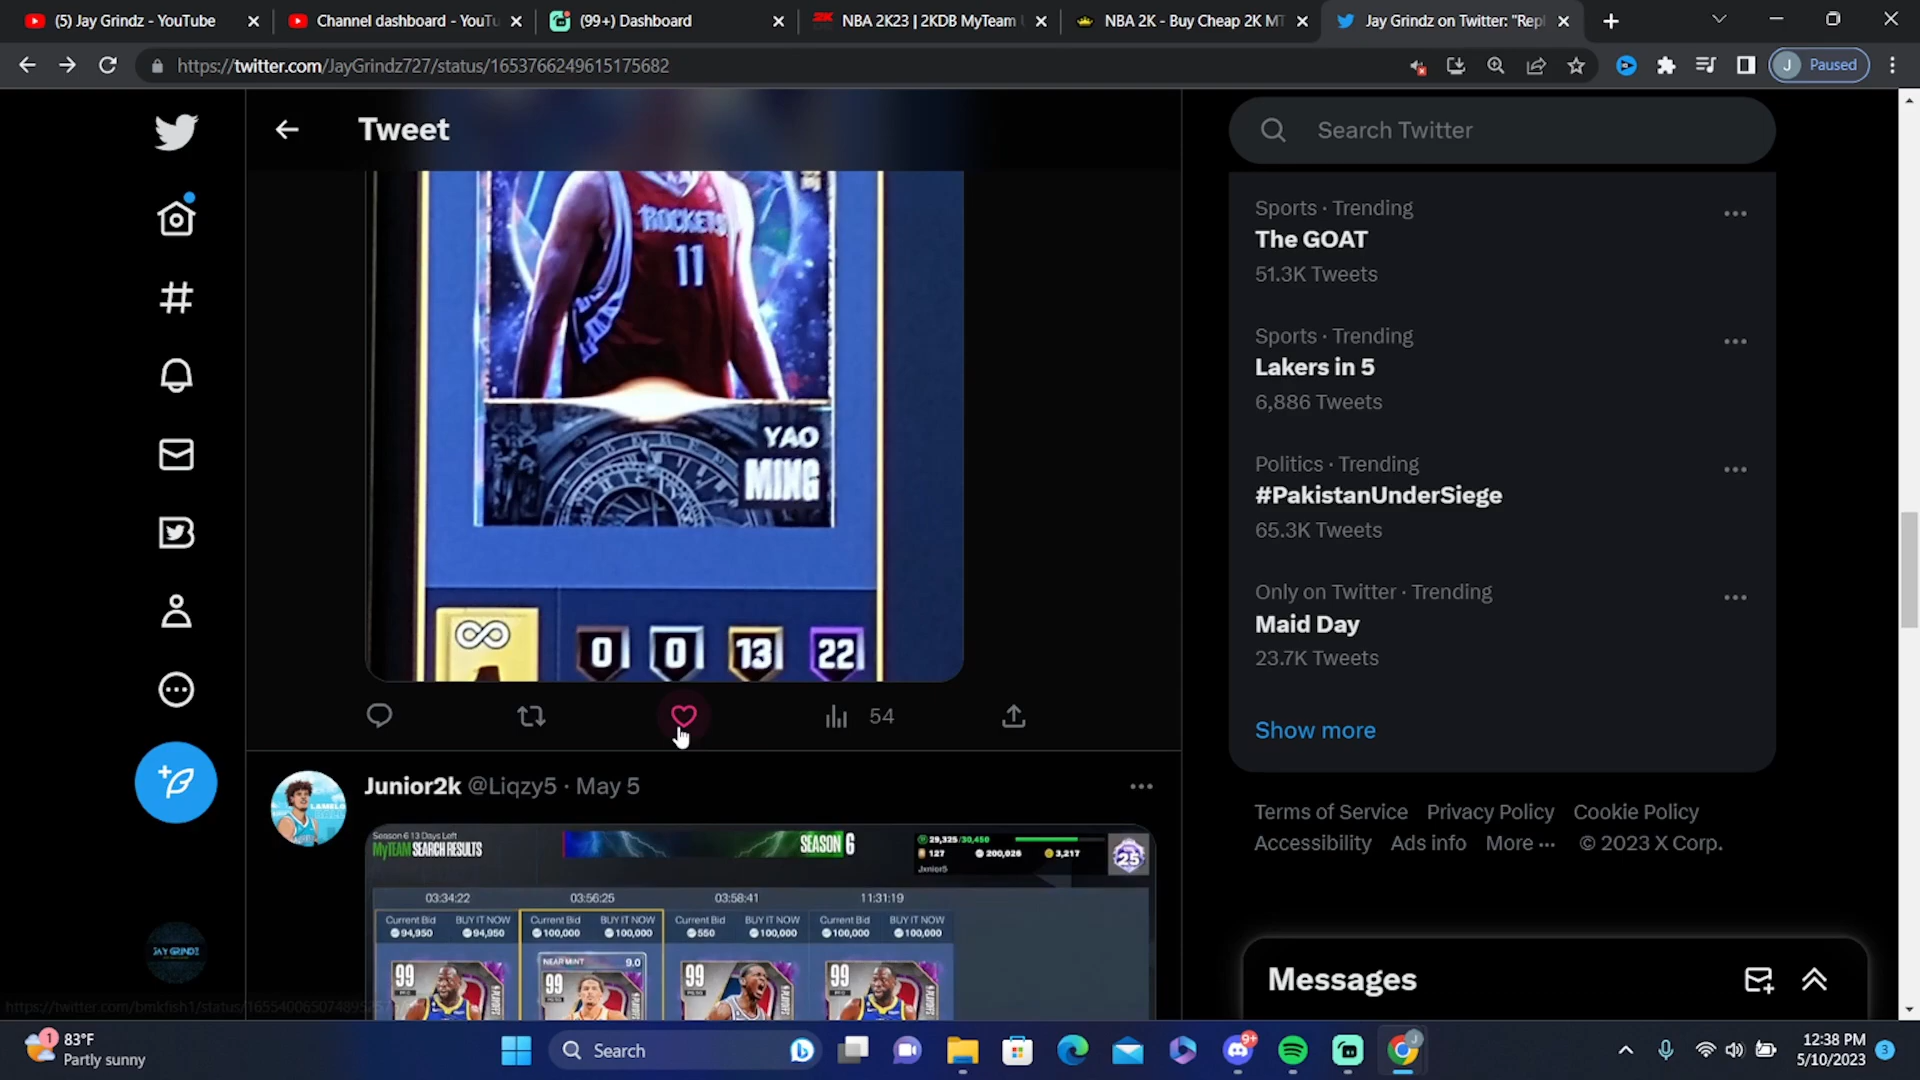 (5) Jay Grindz - YouTube
Channel dashboard - YouTu
(99+) Dashboard
NBA 2K23 | 2KDB MyTeam
NBA 2K - Buy Cheap 2K MT
Jay Grindz on Twitter: "Repl
https://twitter.com/JayGrindz727/status/1653766249615175682
J Paused
Tweet
Search Twitter
ROCKETS
11
YAO
MING
0 0 13 22
54
Sports · Trending
The GOAT
51.3K Tweets
Sports · Trending
Lakers in 5
6,886 Tweets
Politics · Trending
#PakistanUnderSiege
65.3K Tweets
Only on Twitter · Trending
Maid Day
23.7K Tweets
Show more
Terms of Service Privacy Policy Cookie Policy
Accessibility Ads info More ··· © 2023 X Corp.
Junior2k @Liqzy5 · May 5
Season 6 13 Days Left
MyTEAM SEARCH RESULTS
SEASON 6
29,325/30,450
127 200,026 3,217
Jxnior5
25
03:34:22 03:56:25 03:58:41 11:31:19
Current Bid BUY IT NOW Current Bid BUY IT NOW Current Bid BUY IT NOW Current Bid BUY IT NOW
94,950 94,950 100,000 100,000 550 100,000 100,000 100,000
NEAR MINT 9.0
99 99 99 99
JAY GRINDZ
Messages
1
83°F
Partly sunny
Search
9+
J
12:38 PM
5/10/2023
3